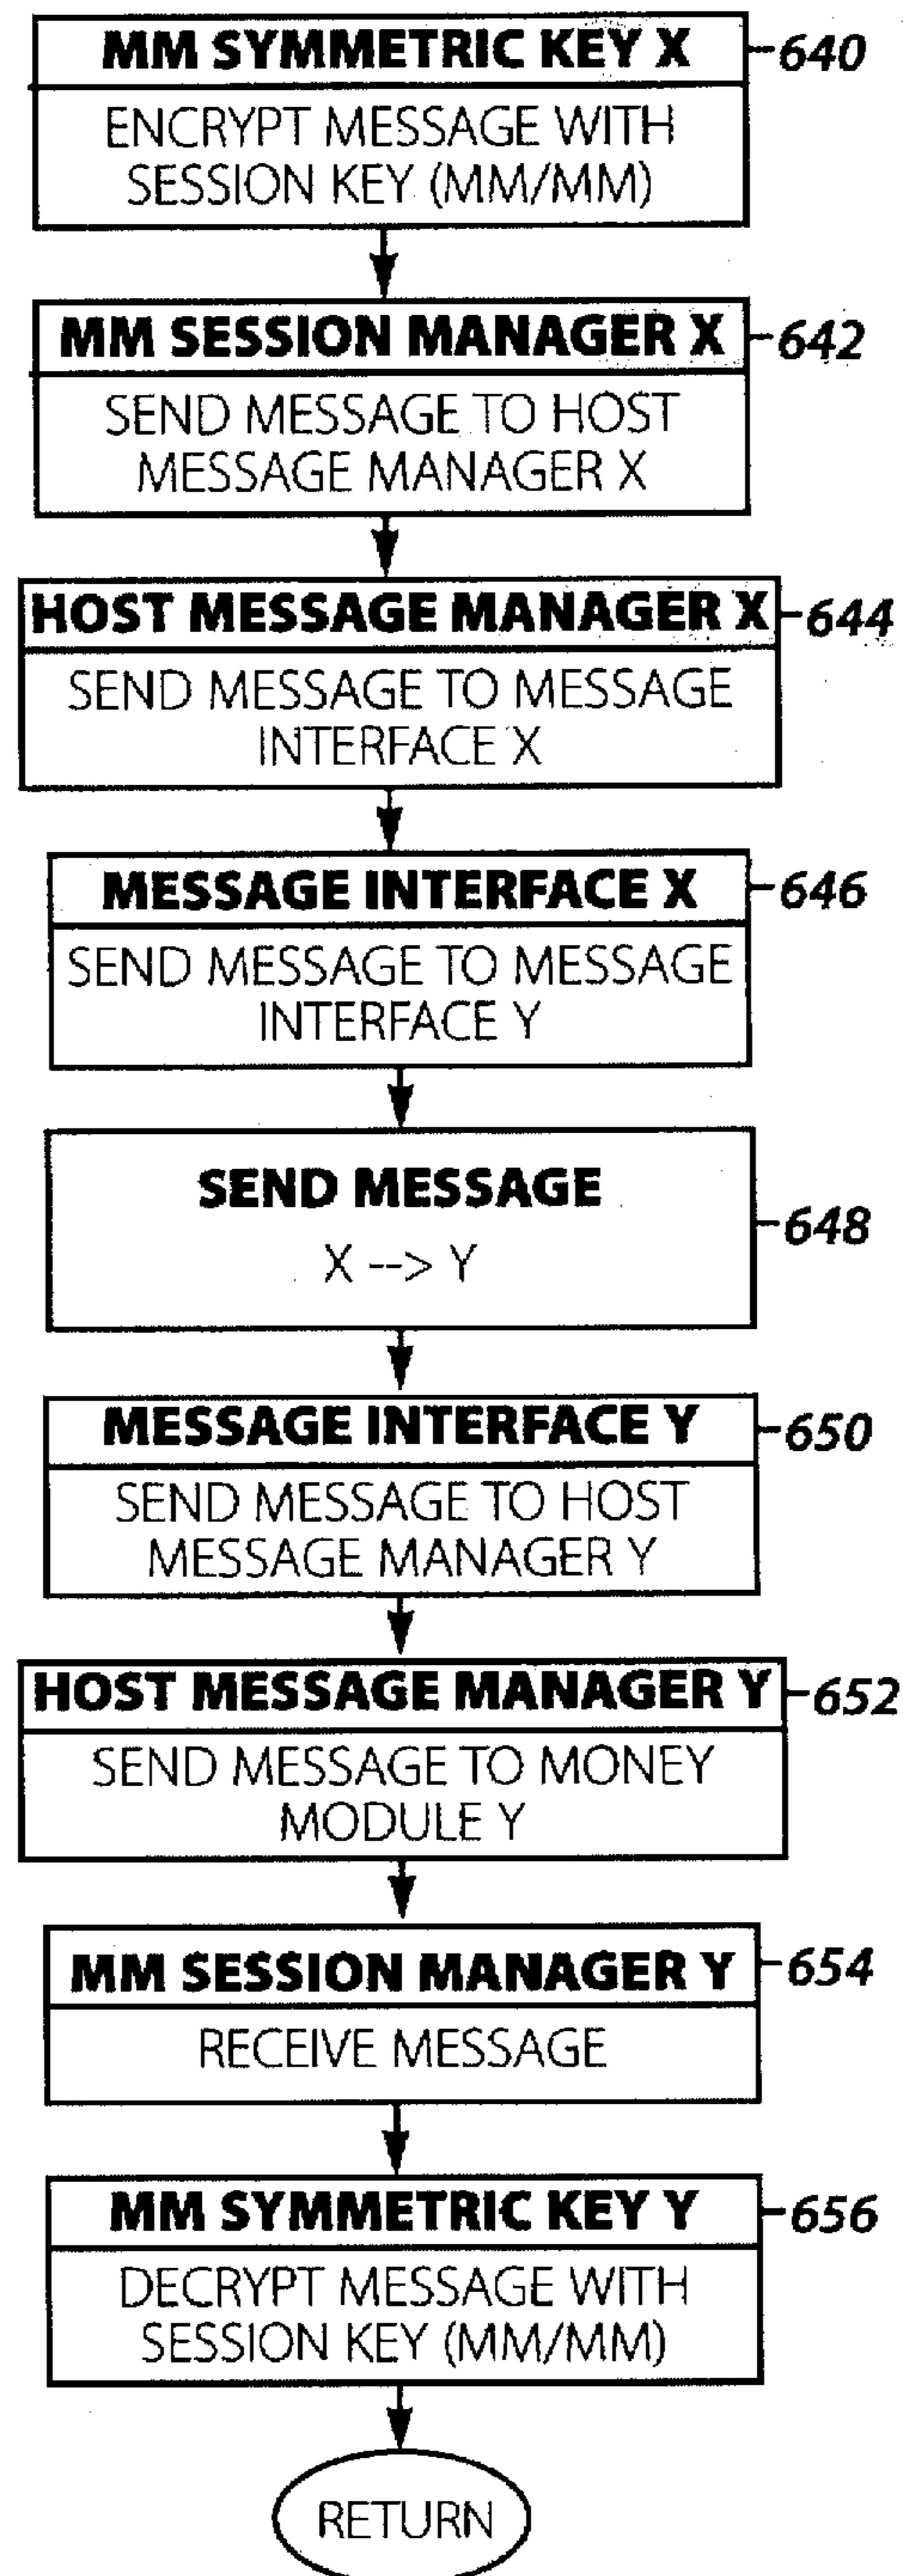 MM SYMMETRIC KEY X
640
ENCRYPT MESSAGE WITH
SESSION KEY (MM/MM)
MM SESSION MANAGER X
642
SEND MESSAGE TO HOST
MESSAGE MANAGER X
HOST MESSAGE MANAGER X
644
SEND MESSAGE TO MESSAGE
INTERFACE X
MESSAGE INTERFACE X
646
SEND MESSAGE TO MESSAGE
INTERFACE Y
SEND MESSAGE
648
X --> Y
MESSAGE INTERFACE Y
650
SEND MESSAGE TO HOST
MESSAGE MANAGER Y
HOST MESSAGE MANAGER Y
652
SEND MESSAGE TO MONEY
MODULE Y
MM SESSION MANAGER Y
654
RECEIVE MESSAGE
MM SYMMETRIC KEY Y
656
DECRYPT MESSAGE WITH
SESSION KEY (MM/MM)
RETURN